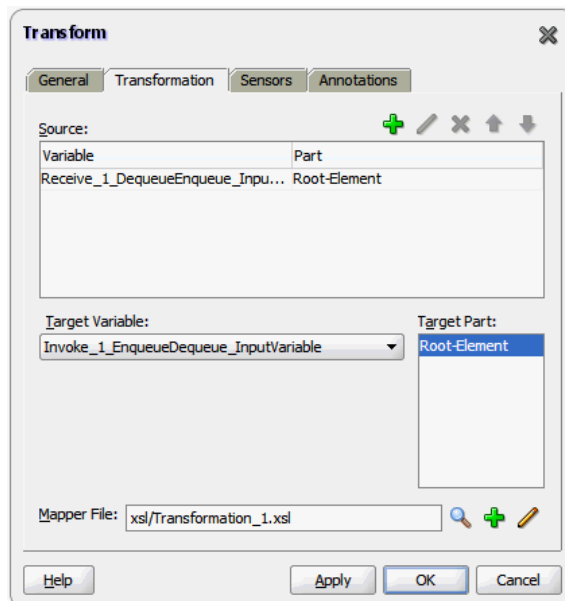 Transform
General Transformation Sensors Annotations
Source:
Variable Part
Receive_1_DequeueEnqueue_Inpu... Root-Element
Target Variable: Target Part:
Invoke_1_EnqueueDequeue_InputVariable Root-Element
Mapper File: xsl/Transformation_1.xsl
Help Apply OK Cancel